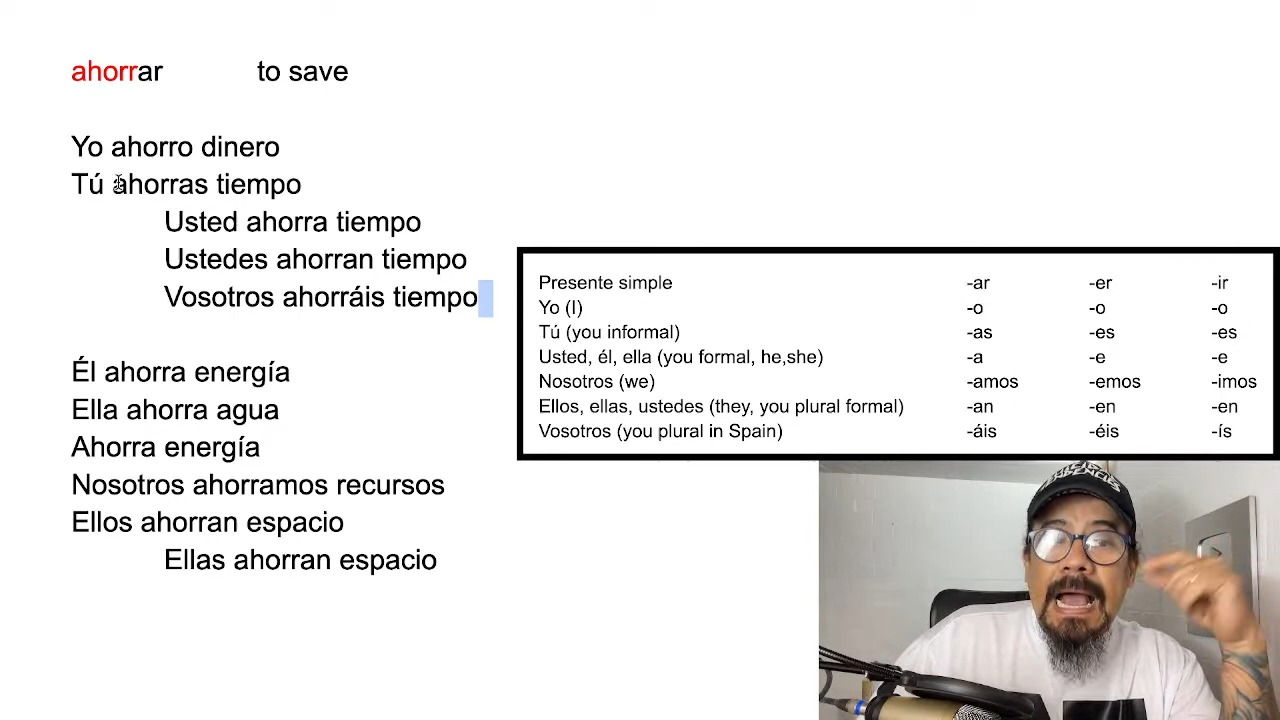 ahorrar to save
Yo ahorro dinero
Tú ahorras tiempo
Usted ahorra tiempo
Ustedes ahorran tiempo
Vosotros ahorráis tiempo
Él ahorra energía
Ella ahorra agua
Ahorra energía
Nosotros ahorramos recursos
Ellos ahorran espacio
Ellas ahorran espacio
Presente simple -ar -er -ir
Yo (I) -o -o -o
Tú (you informal) -as -es -es
Usted, él, ella (you formal, he,she) -a -e -e
Nosotros (we) -amos -emos -imos
Ellos, ellas, ustedes (they, you plural formal) -an -en -en
Vosotros (you plural in Spain) -áis -éis -ís